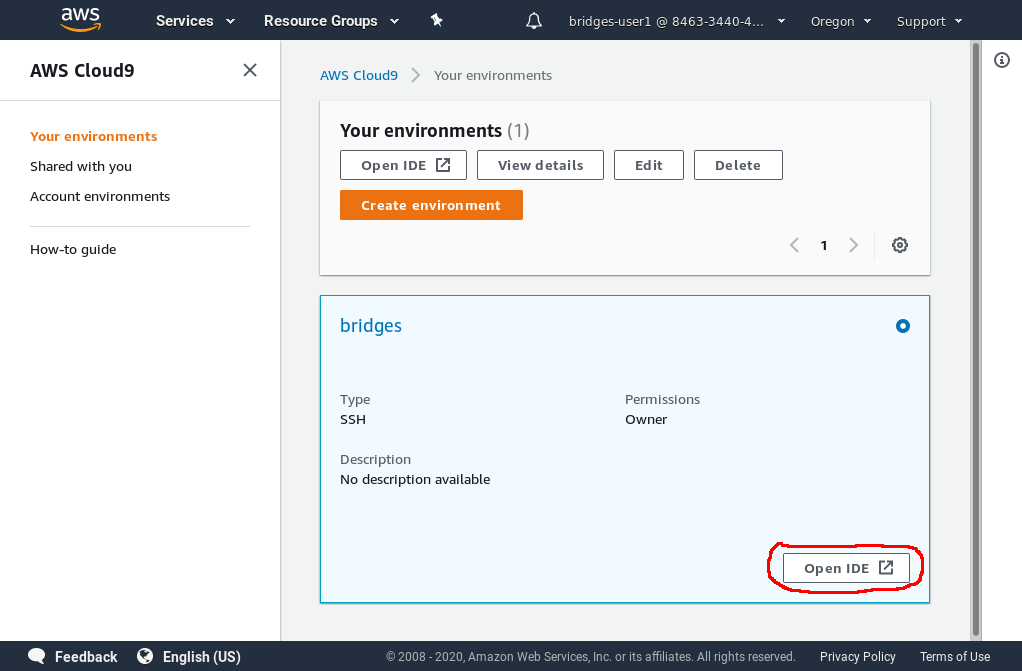 aws Services Resource Groups bridges-user1 @ 8463-3440-4... Oregon Support
AWS Cloud9
Your environments
Shared with you
Account environments
How-to guide
AWS Cloud9 Your environments
Your environments (1)
Open IDE View details Edit Delete
Create environment
1
bridges
Type
SSH
Permissions
Owner
Description
No description available
Open IDE
Feedback English (US) © 2008 - 2020, Amazon Web Services, Inc. or its affiliates. All rights reserved. Privacy Policy Terms of Use